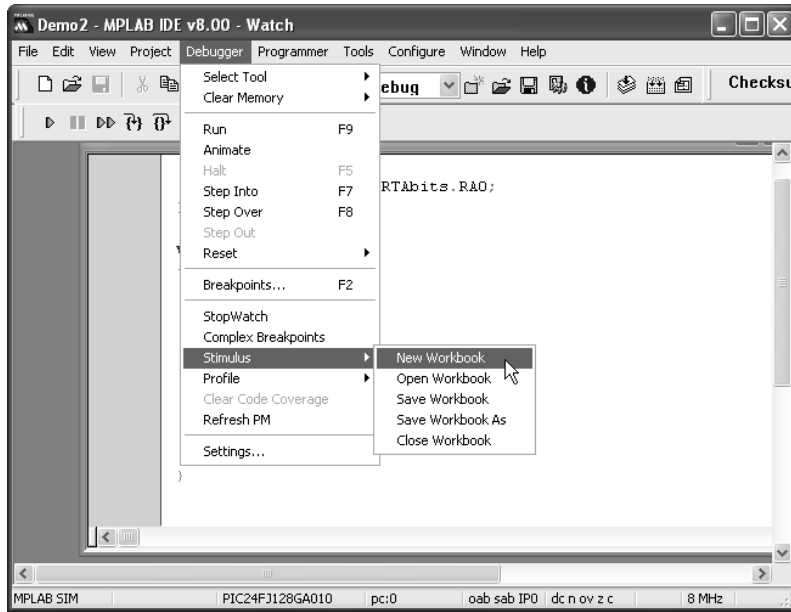 Demo2 - MPLAB IDE v8.00 - Watch
File Edit View Project Debugger Programmer Tools Configure Window Help
ebug Checksu
Select Tool
Clear Memory
Run F9
Animate
Halt F5
Step Into F7
Step Over F8
Step Out
Reset
Breakpoints... F2
StopWatch
Complex Breakpoints
Stimulus
Profile
Clear Code Coverage
Refresh PM
Settings...
New Workbook
Open Workbook
Save Workbook
Save Workbook As
Close Workbook
RTAbits.RA0;
}
MPLAB SIM PIC24FJ128GA010 pc:0 oab sab IP0 dc n ov z c 8 MHz